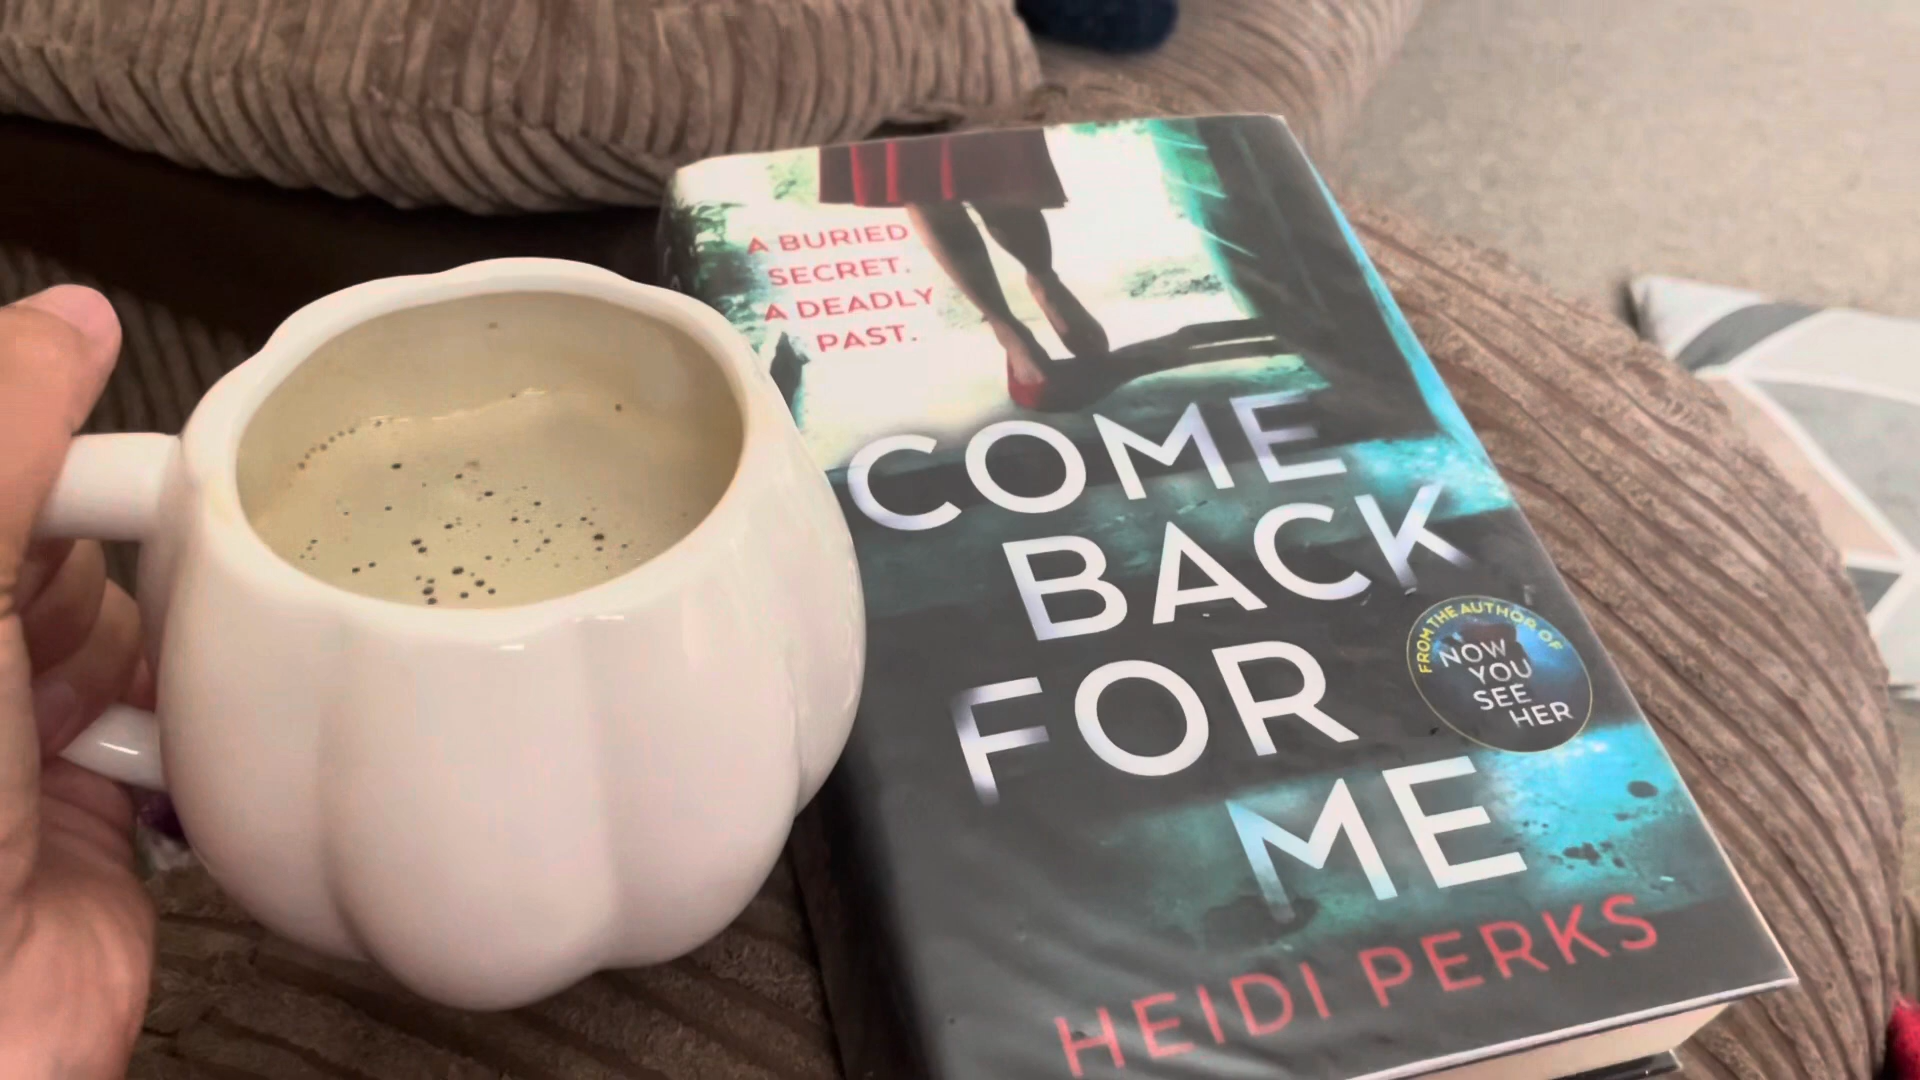 A BURIED
SECRET.
A DEADLY
PAST.
COME
BACK
FOR
ME
FROM THE AUTHOR OF
NOW
YOU
SEE
HER
HEIDI PERKS